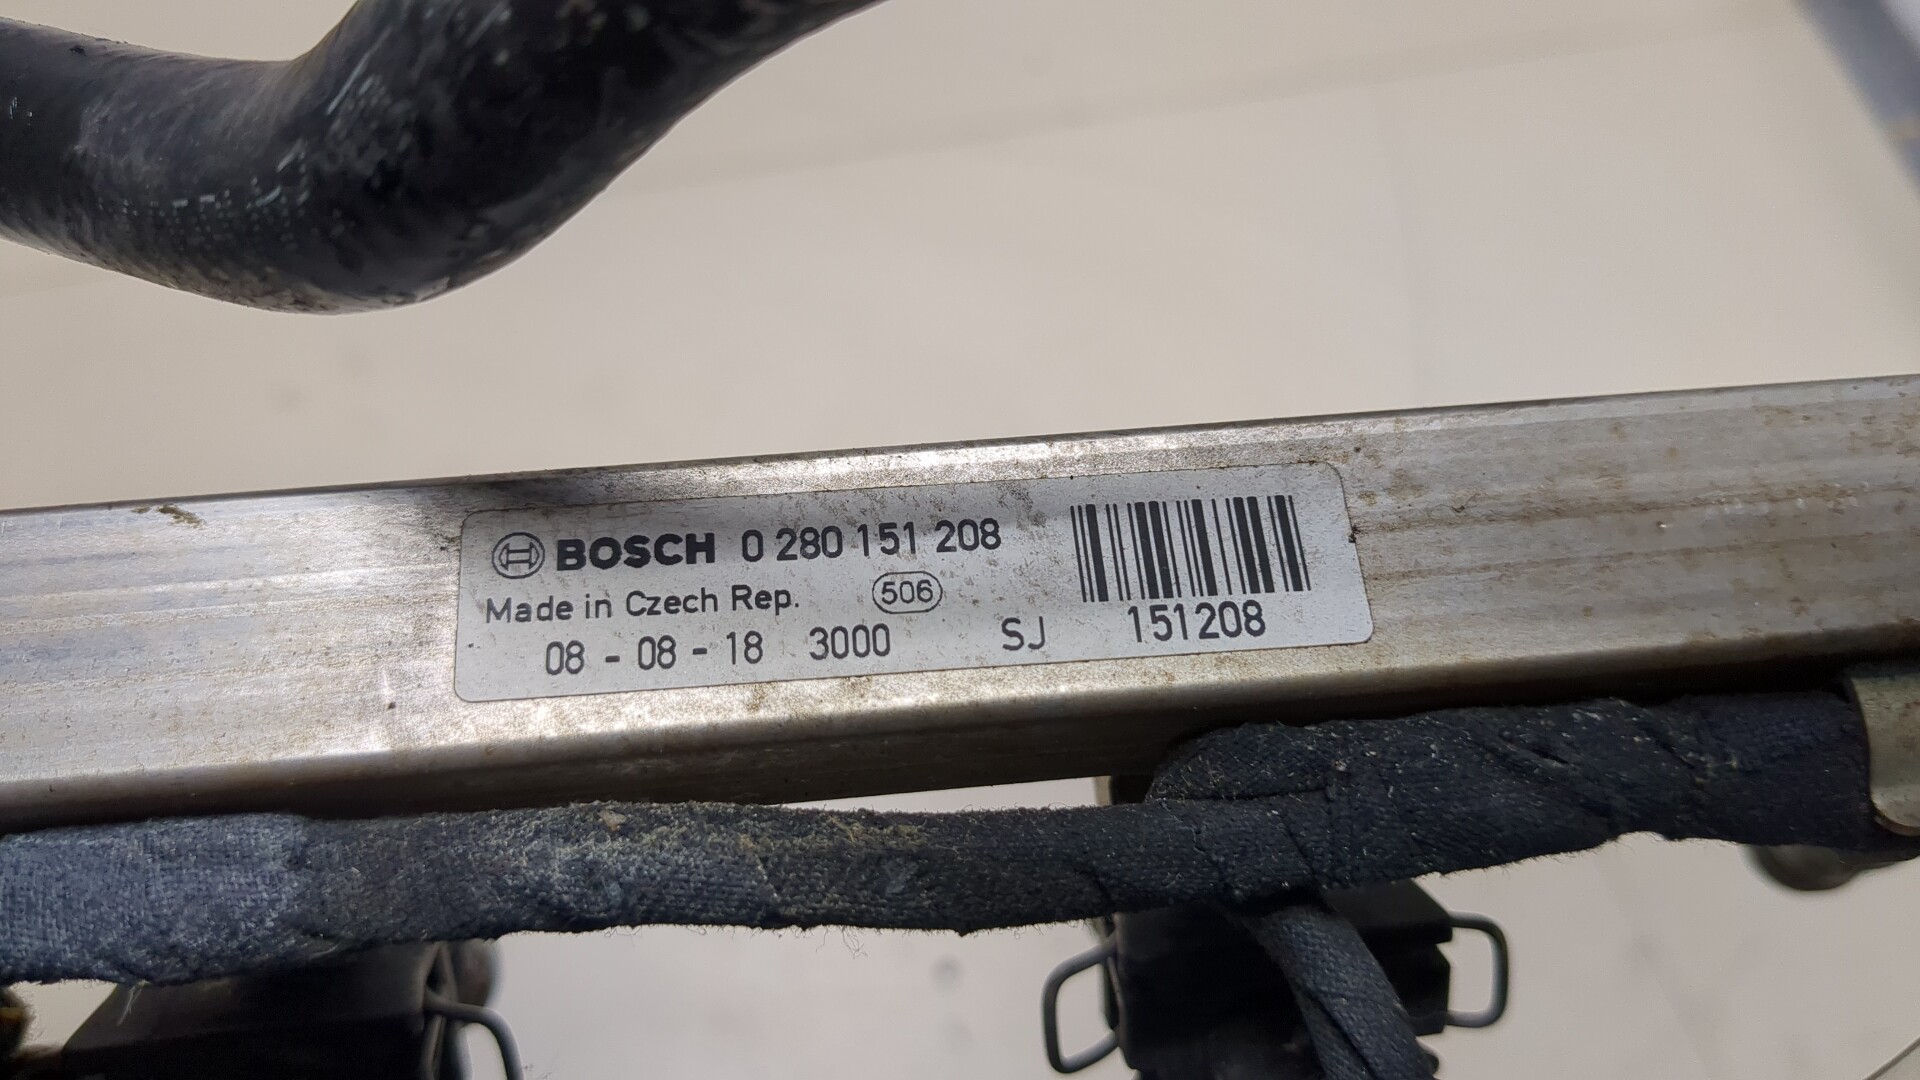 BOSCH 0 280 151 208
Made in Czech Rep. 506
08 - 08 - 18 3000 SJ 151208